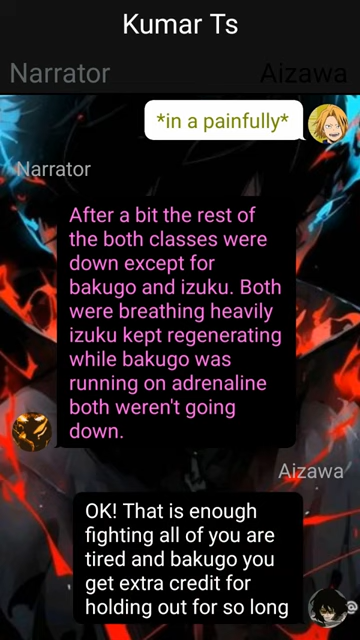 Kumar Ts
Narrator
Aizawa
*in a painfully*
Narrator
After a bit the rest of
the both classes were
down except for
bakugo and izuku. Both
were breathing heavily
izuku kept regenerating
while bakugo was
running on adrenaline
both weren't going
down.
Aizawa
OK! That is enough
fighting all of you are
tired and bakugo you
get extra credit for
holding out for so long